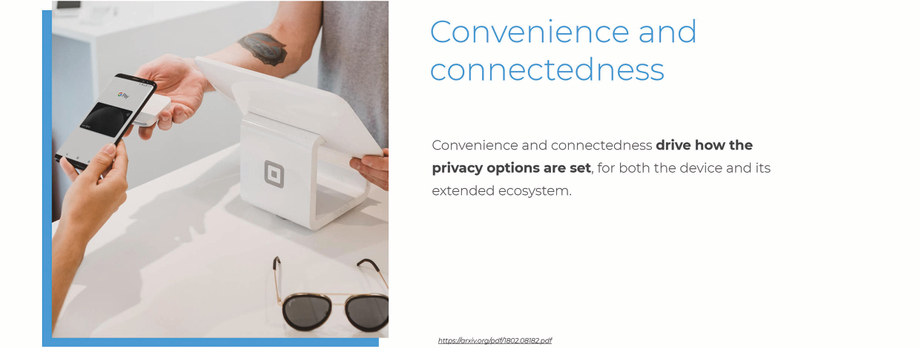 Convenience and
connectedness
G Pay
Convenience and connectedness drive how the
privacy options are set, for both the device and its
extended ecosystem.
https://arxiv.org/pdf/1802.08182.pdf